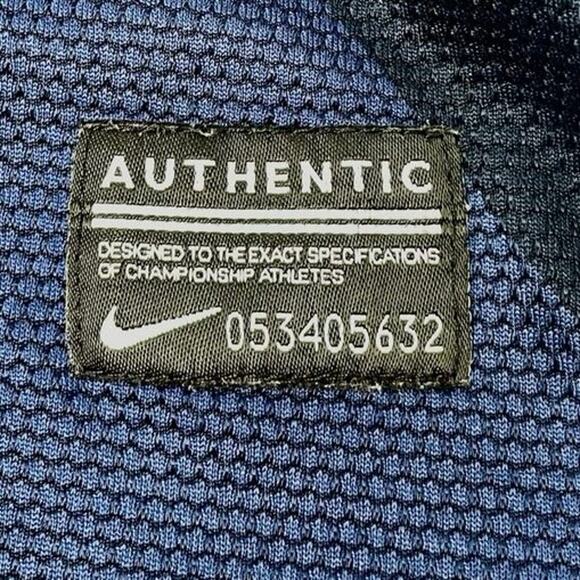 AUTHENTIC
DESIGNED TO THE EXACT SPECIFICATIONS
OF CHAMPIONSHIP ATHLETES
053405632